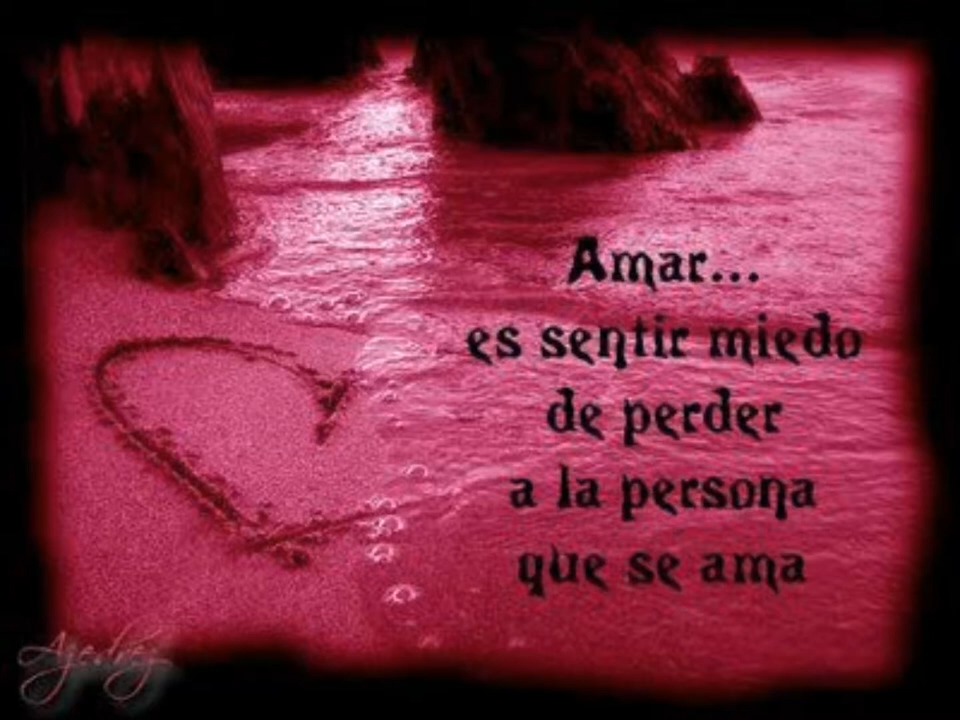 Amar...
es sentir miedo
de perder
a la persona
que se ama